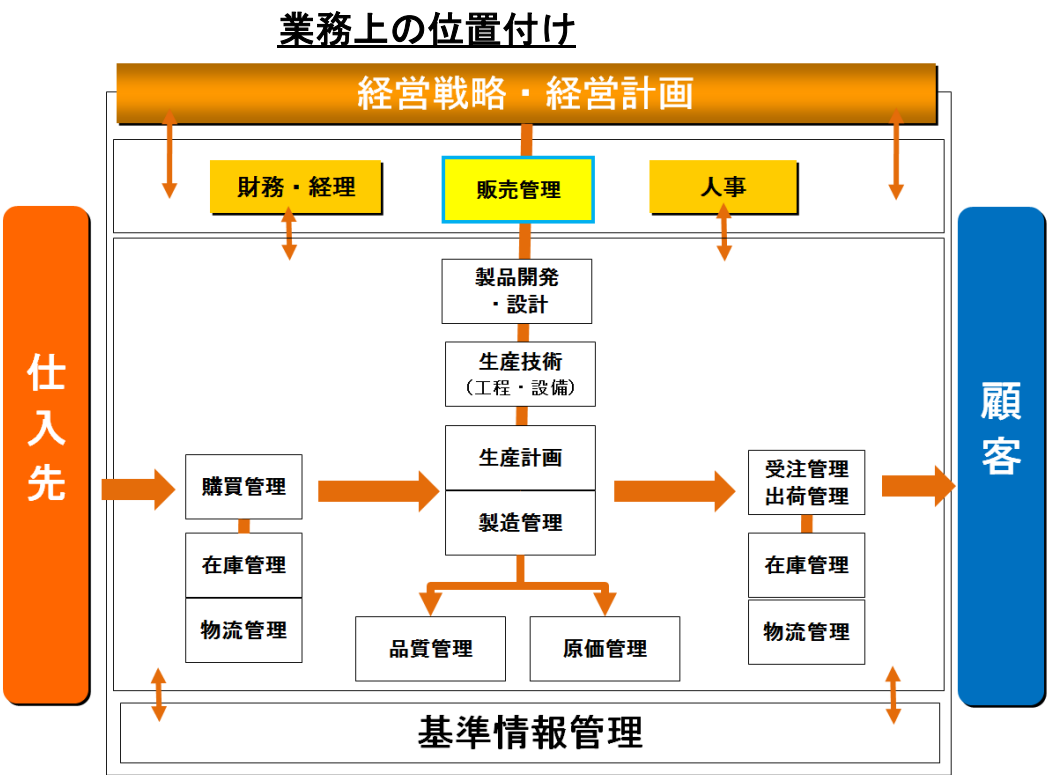 業務上の位置付け
経営戦略・経営計画
財務・経理
販売管理
人事
仕入先
製品開発
・設計
生産技術
（工程・設備）
生産計画
製造管理
購買管理
在庫管理
物流管理
品質管理
原価管理
受注管理
出荷管理
在庫管理
物流管理
顧客
基準情報管理